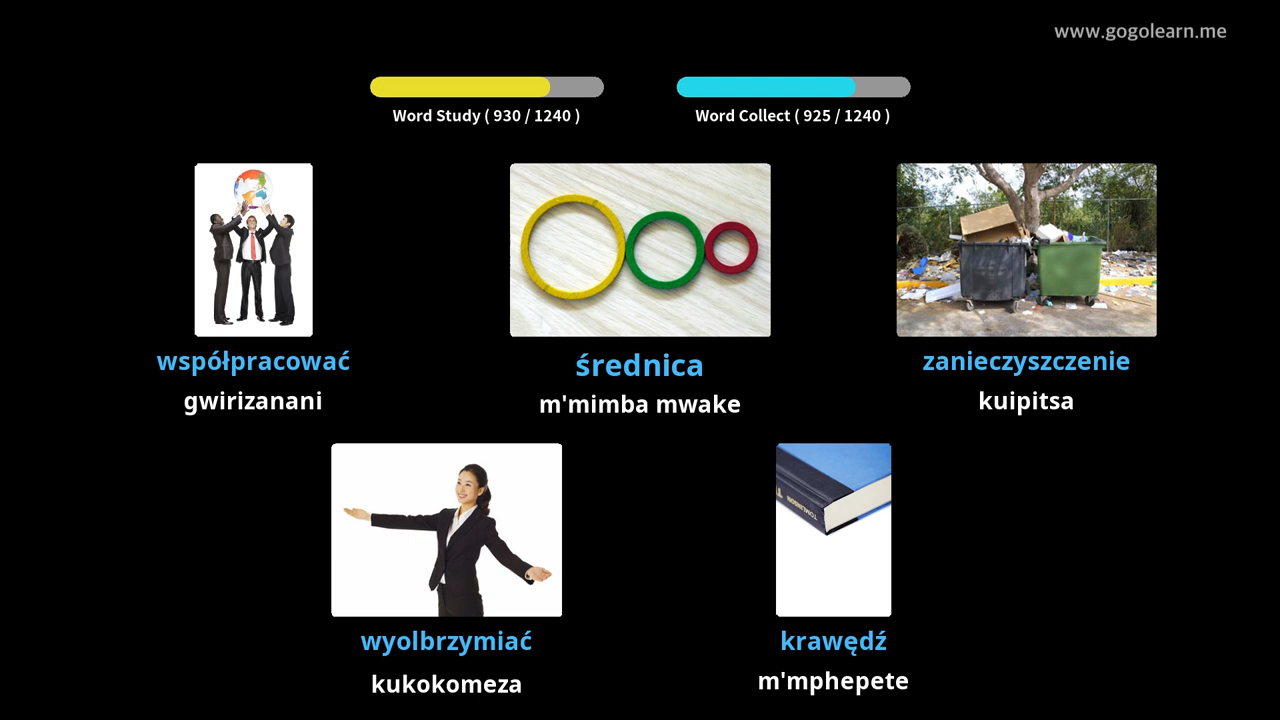 www.gogolearn.me
Word Study ( 930 / 1240 )
Word Collect ( 925 / 1240 )
współpracować
gwirizanani
średnica
m'mimba mwake
zanieczyszczenie
kuipitsa
wyolbrzymiać
kukokomeza
TOMLINSON
krawędź
m'mphepete